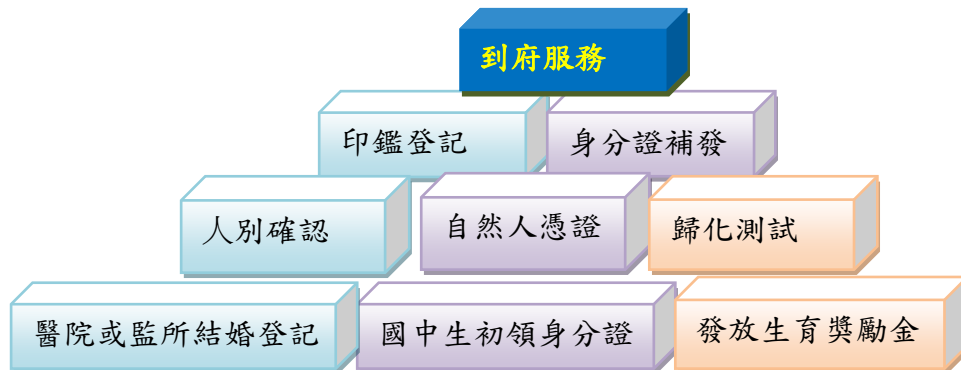 到府服務
印鑑登記
身分證補發
人別確認
自然人憑證
歸化測試
醫院或監所結婚登記
國中生初領身分證
發放生育獎勵金